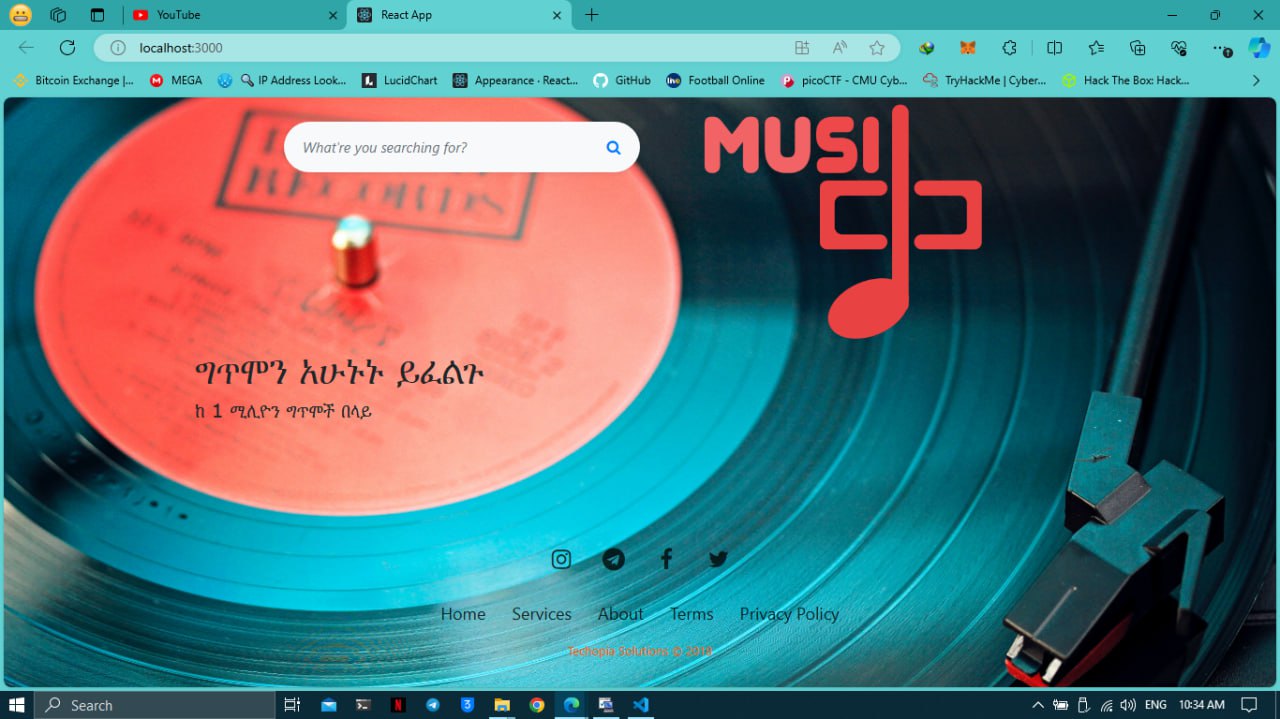 YouTube
React App
localhost:3000
Bitcoin Exchange |...
MEGA
IP Address Look...
LucidChart
Appearance · React...
GitHub
Football Online
picoCTF - CMU Cyb...
TryHackMe | Cyber...
Hack The Box: Hack...
What're you searching for?
MUSI
RECORDS
ግጥሞን አሁኑኑ ይፈልጉ
ከ 1 ሚሊዮን ግጥሞች በላይ
Home Services About Terms Privacy Policy
Techopia Solutions © 2019
Search
ENG
10:34 AM